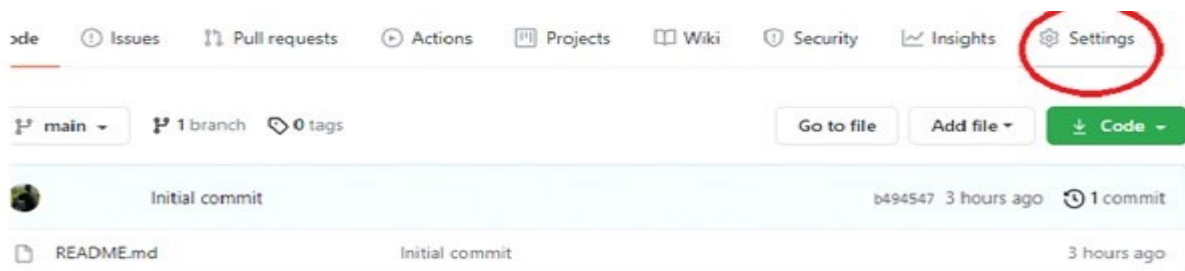 ode Issues Pull requests Actions Projects Wiki Security Insights Settings
main 1 branch 0 tags Go to file Add file Code
Initial commit b494547 3 hours ago 1 commit
README.md Initial commit 3 hours ago